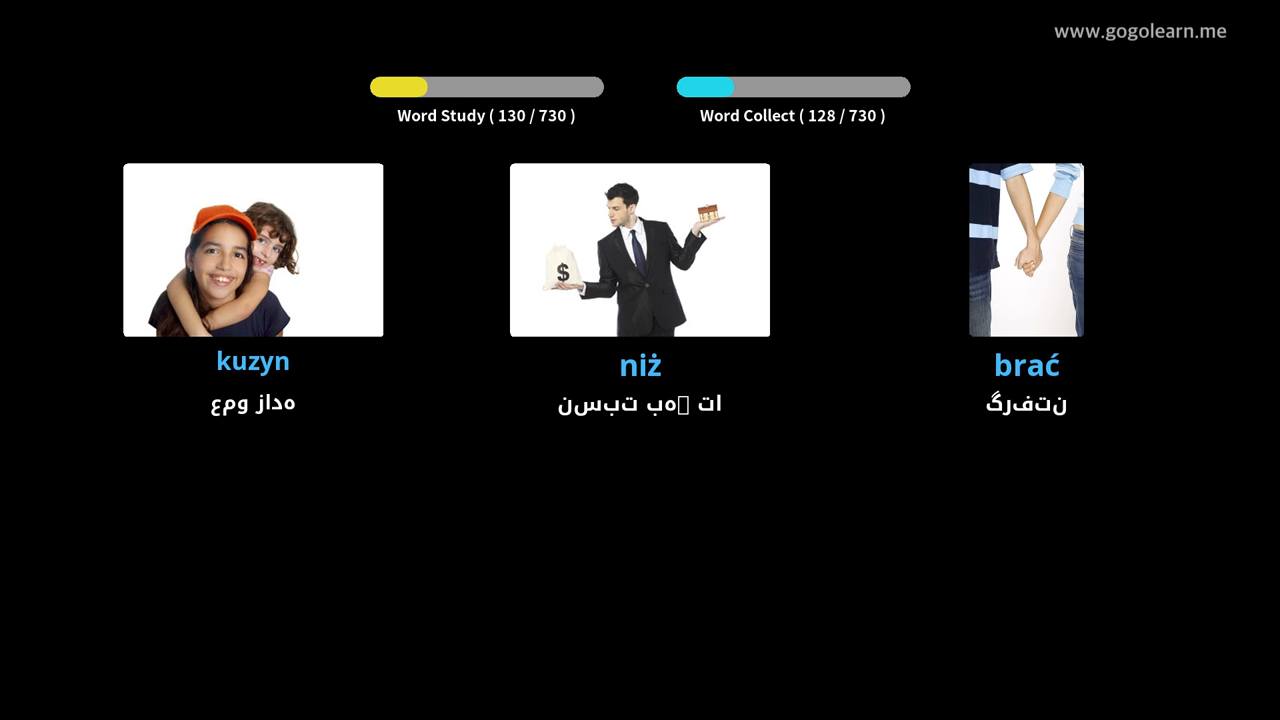 www.gogolearn.me
Word Study ( 130 / 730 )
Word Collect ( 128 / 730 )
kuzyn
niż
brać
عمو زاده
نسبت به تا
گرفتن